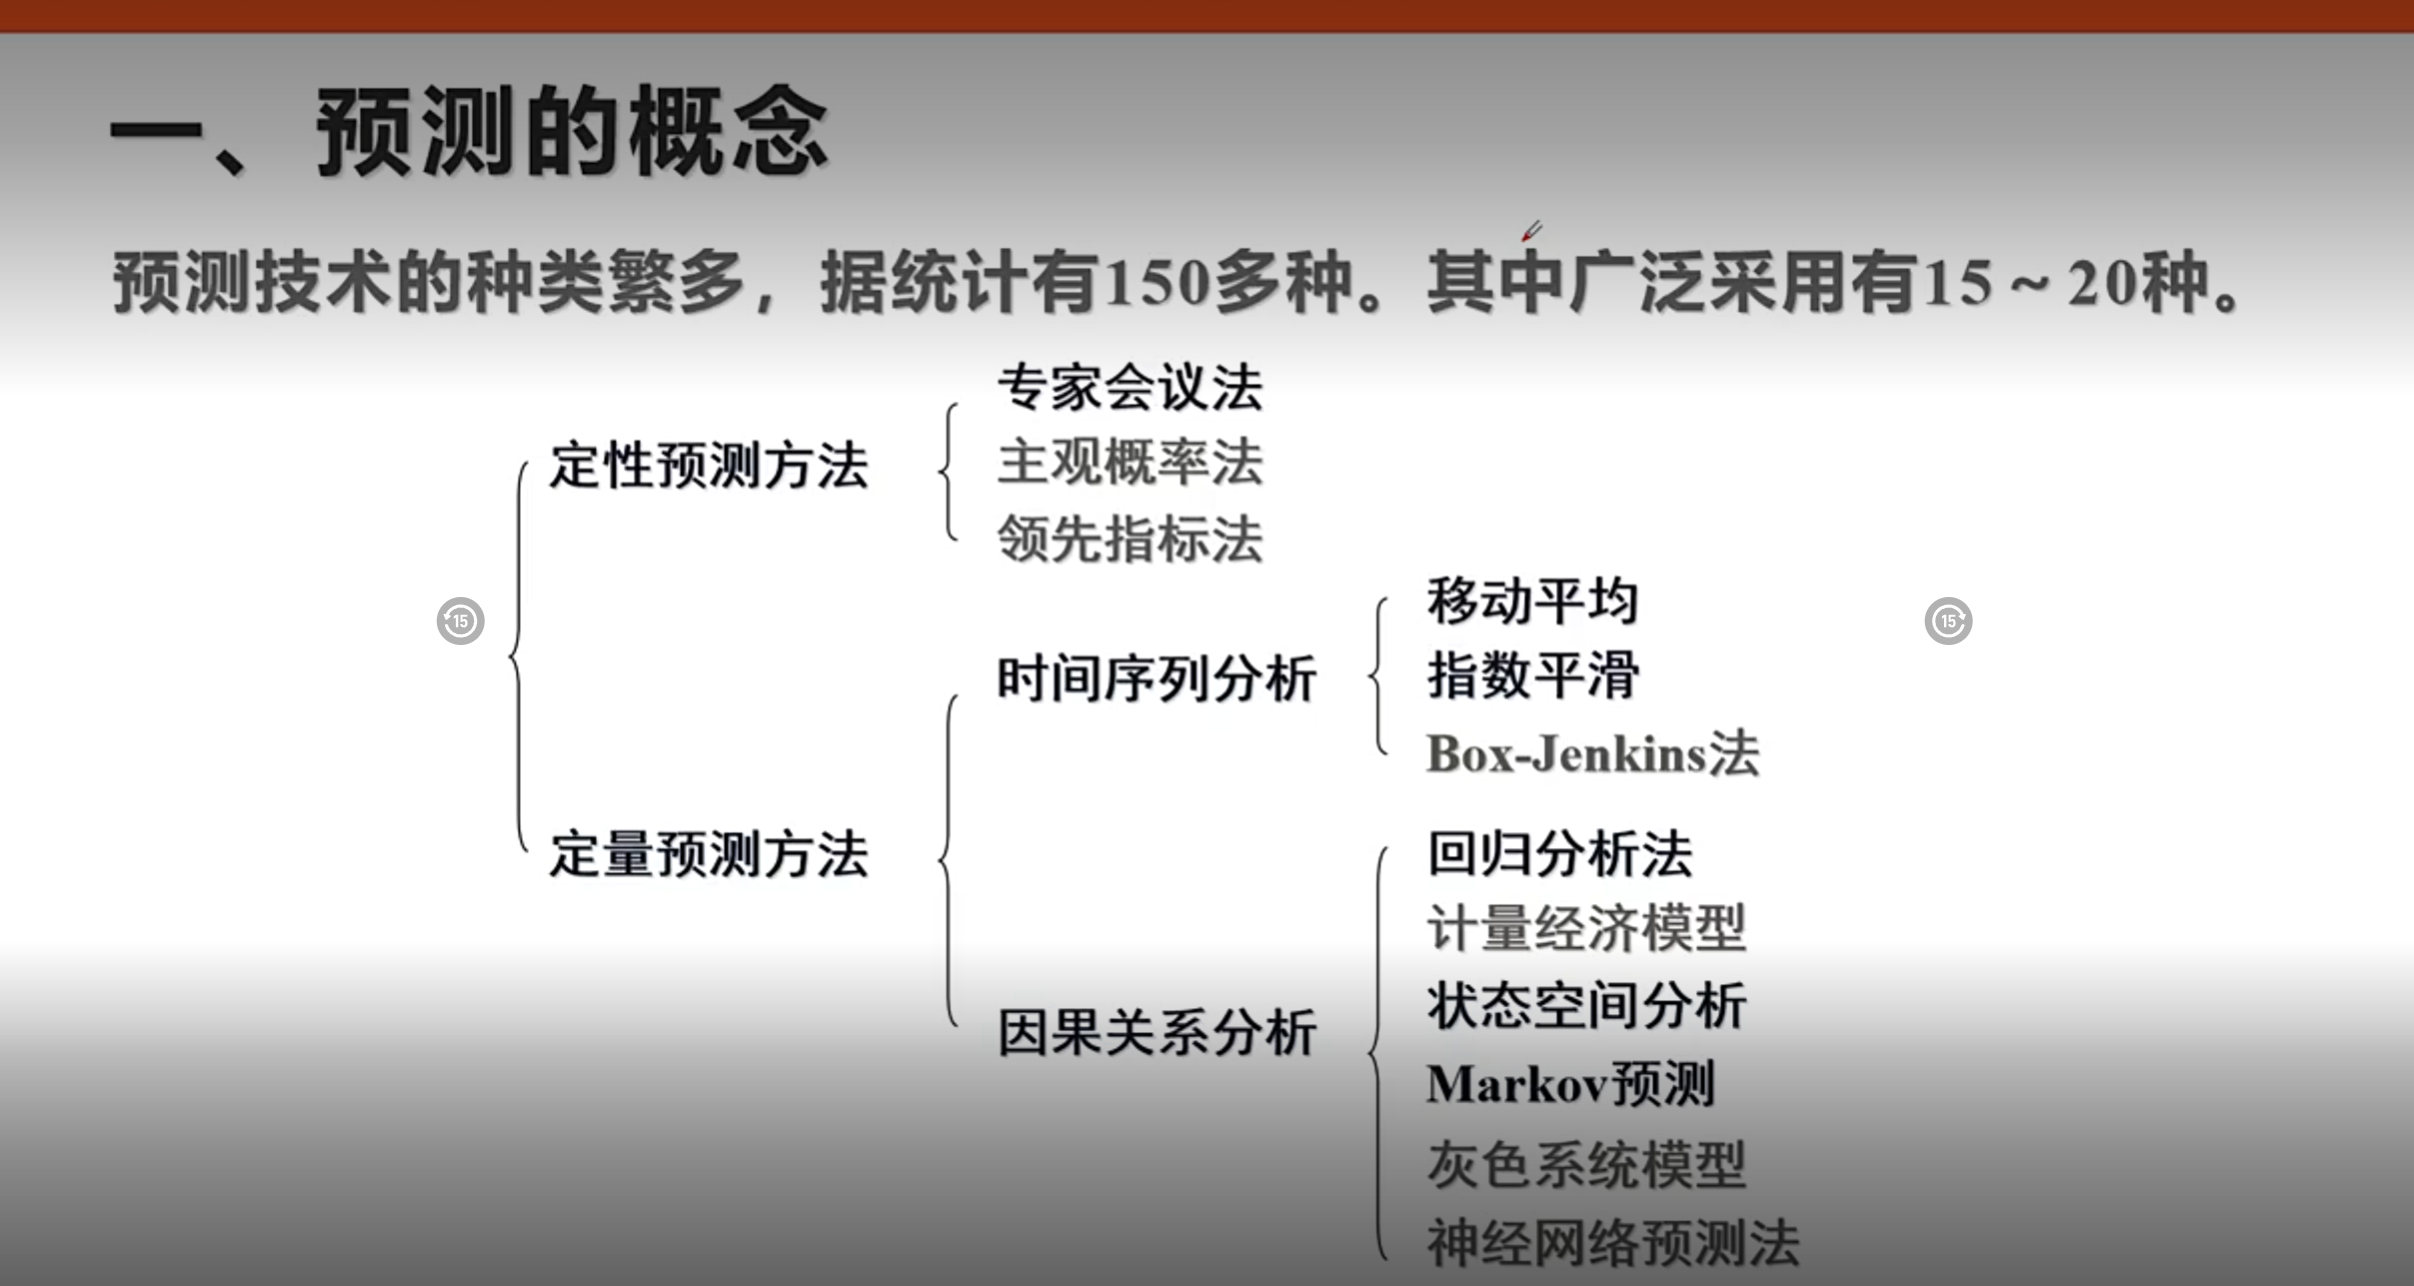 一、预测的概念
预测技术的种类繁多，据统计有150多种。其中广泛采用有15～20种。
专家会议法
定性预测方法
主观概率法
领先指标法
移动平均
15
15
时间序列分析
指数平滑
Box-Jenkins法
定量预测方法
回归分析法
计量经济模型
状态空间分析
因果关系分析
Markov预测
灰色系统模型
神经网络预测法